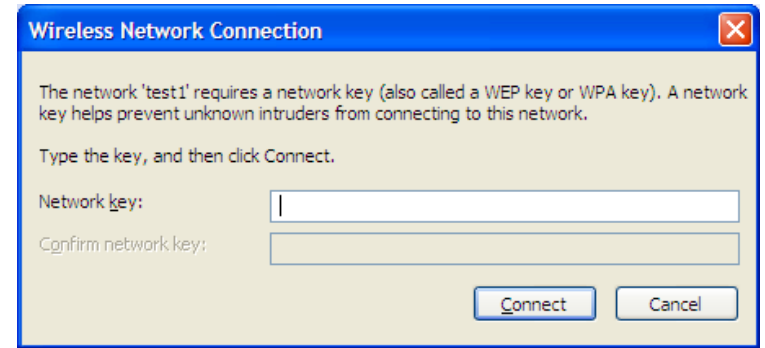 Wireless Network Connection
The network 'test1' requires a network key (also called a WEP key or WPA key). A network
key helps prevent unknown intruders from connecting to this network.
Type the key, and then click Connect.
Network key:
Confirm network key:
Connect Cancel